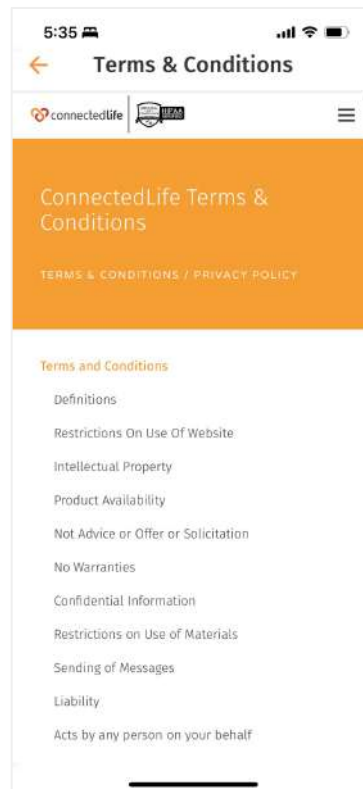 5:35
Terms & Conditions
connectedlife
ConnectedLife Terms &
Conditions
TERMS & CONDITIONS / PRIVACY POLICY
Terms and Conditions
Definitions
Restrictions On Use Of Website
Intellectual Property
Product Availability
Not Advice or Offer or Solicitation
No Warranties
Confidential Information
Restrictions on Use of Materials
Sending of Messages
Liability
Acts by any person on your behalf